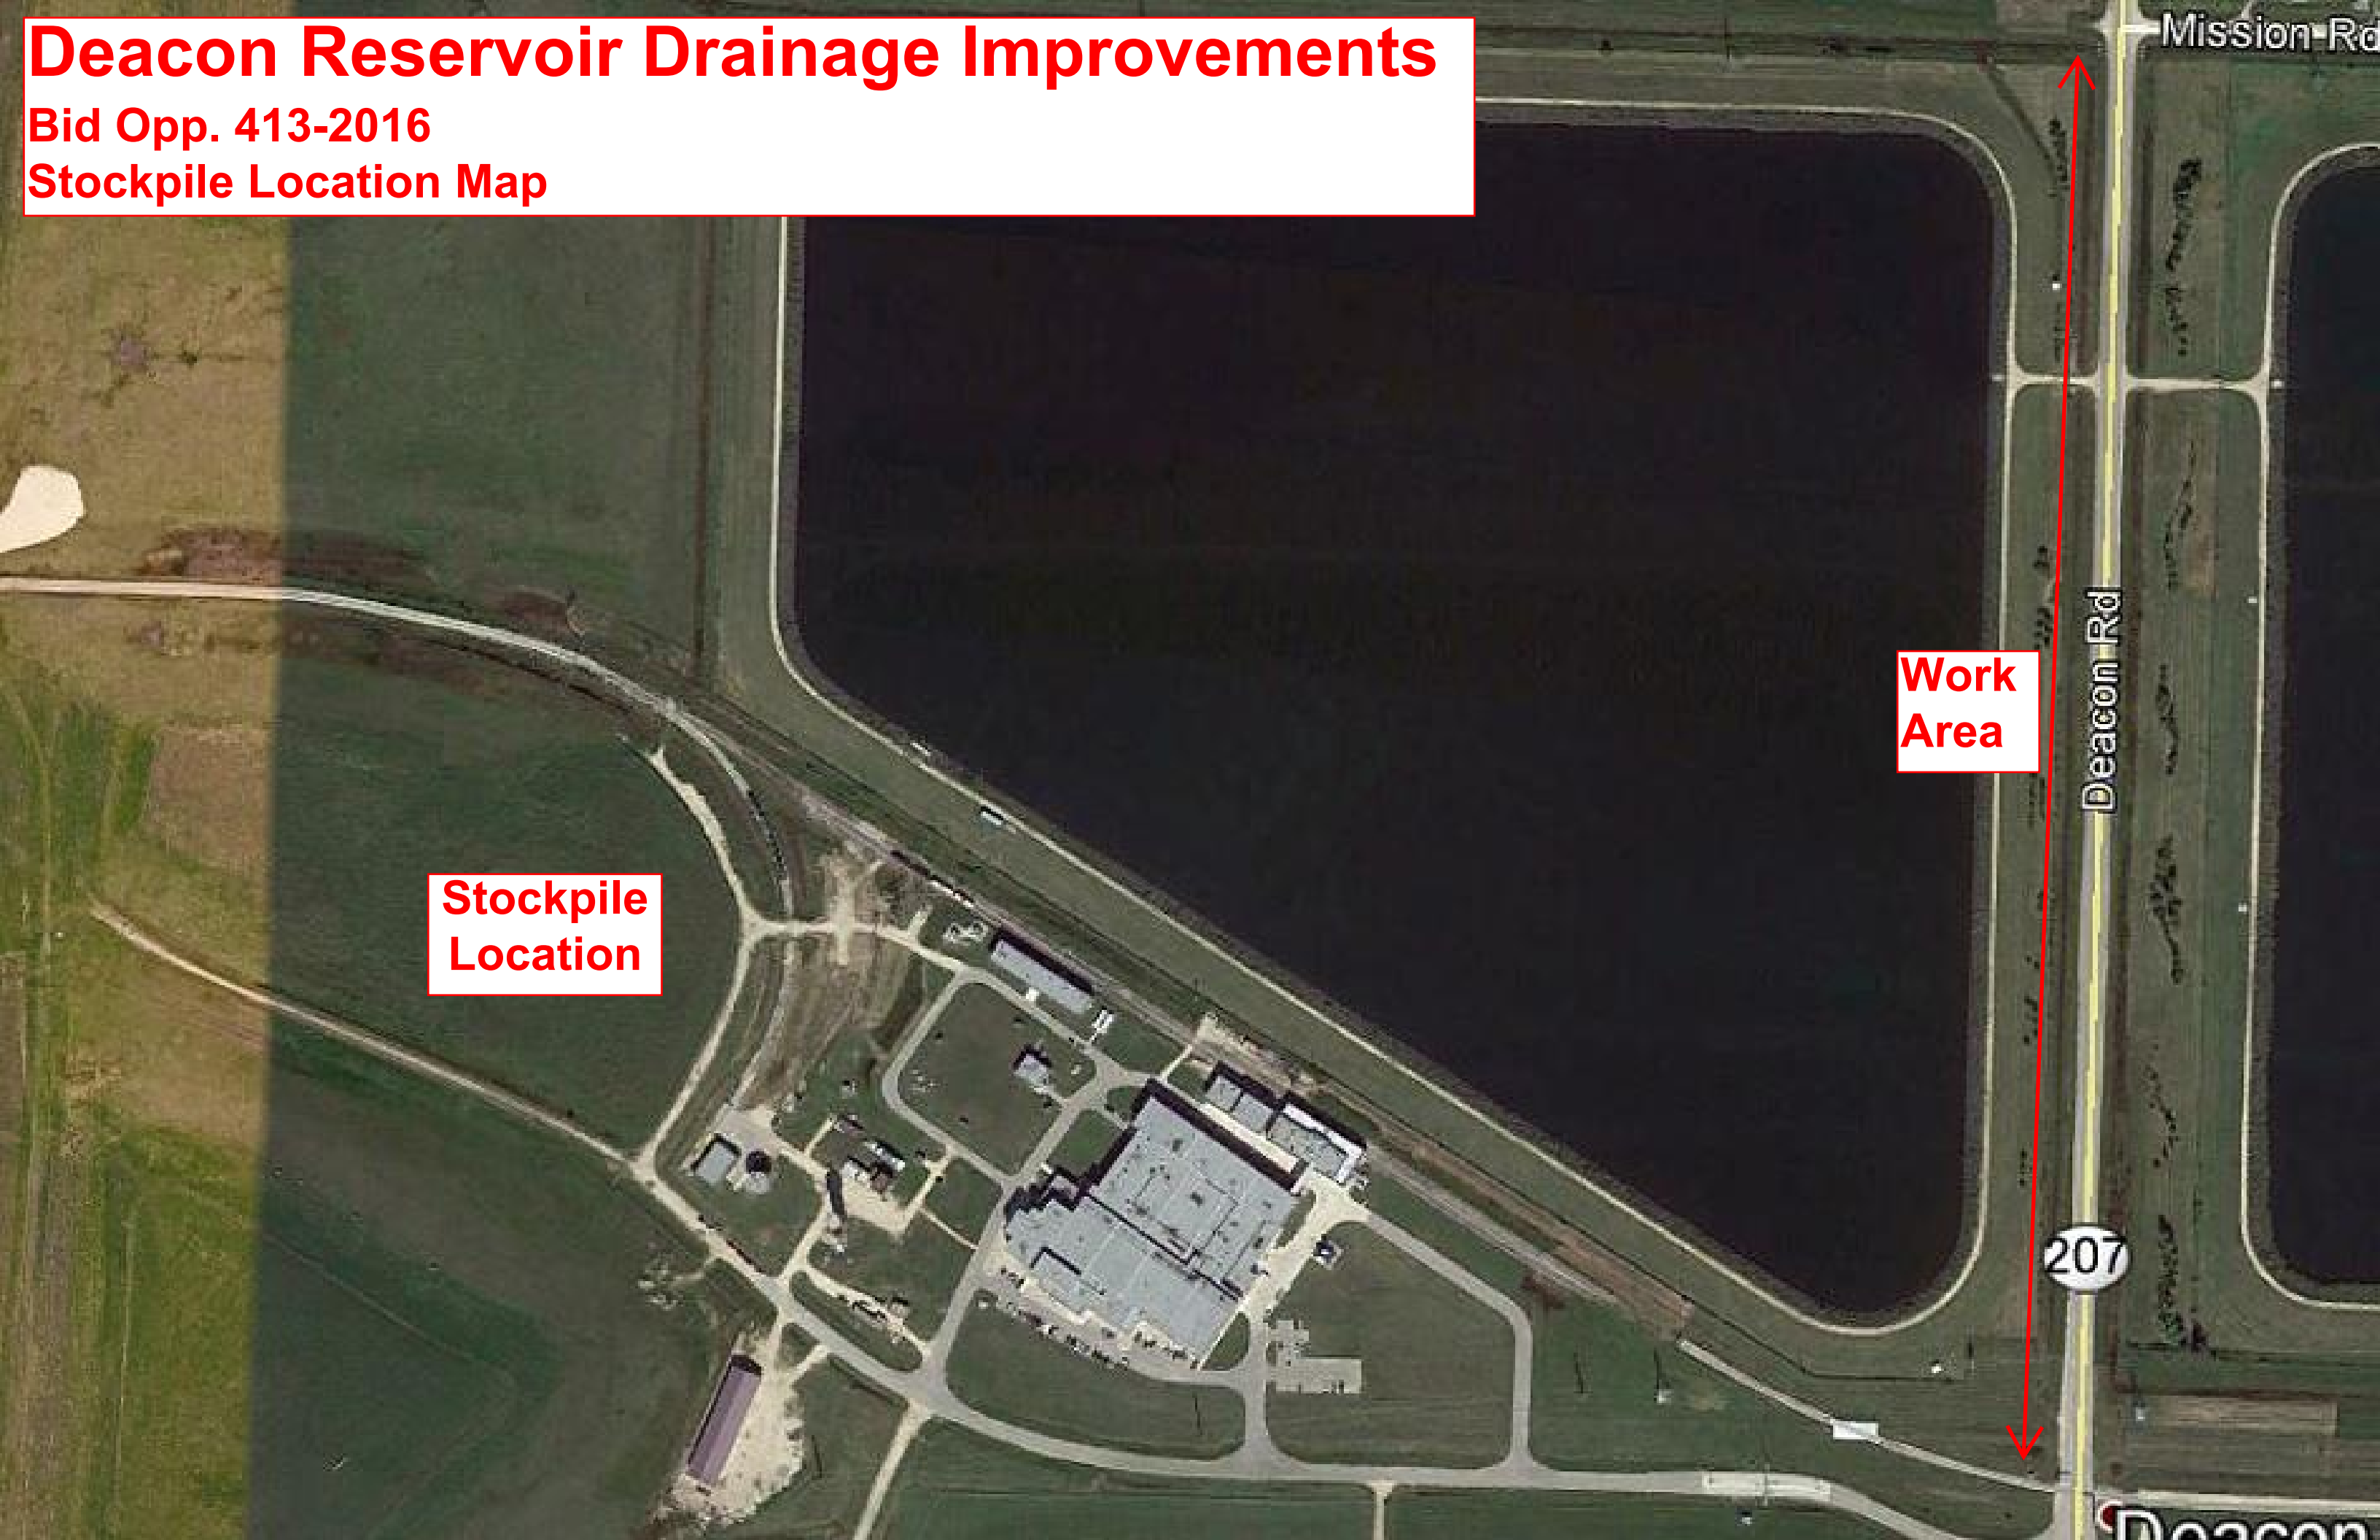 Deacon Reservoir Drainage Improvements
Bid Opp. 413-2016
Stockpile Location Map
Mission Rd
Work
Area
Deacon Rd
Stockpile
Location
207
Deacon